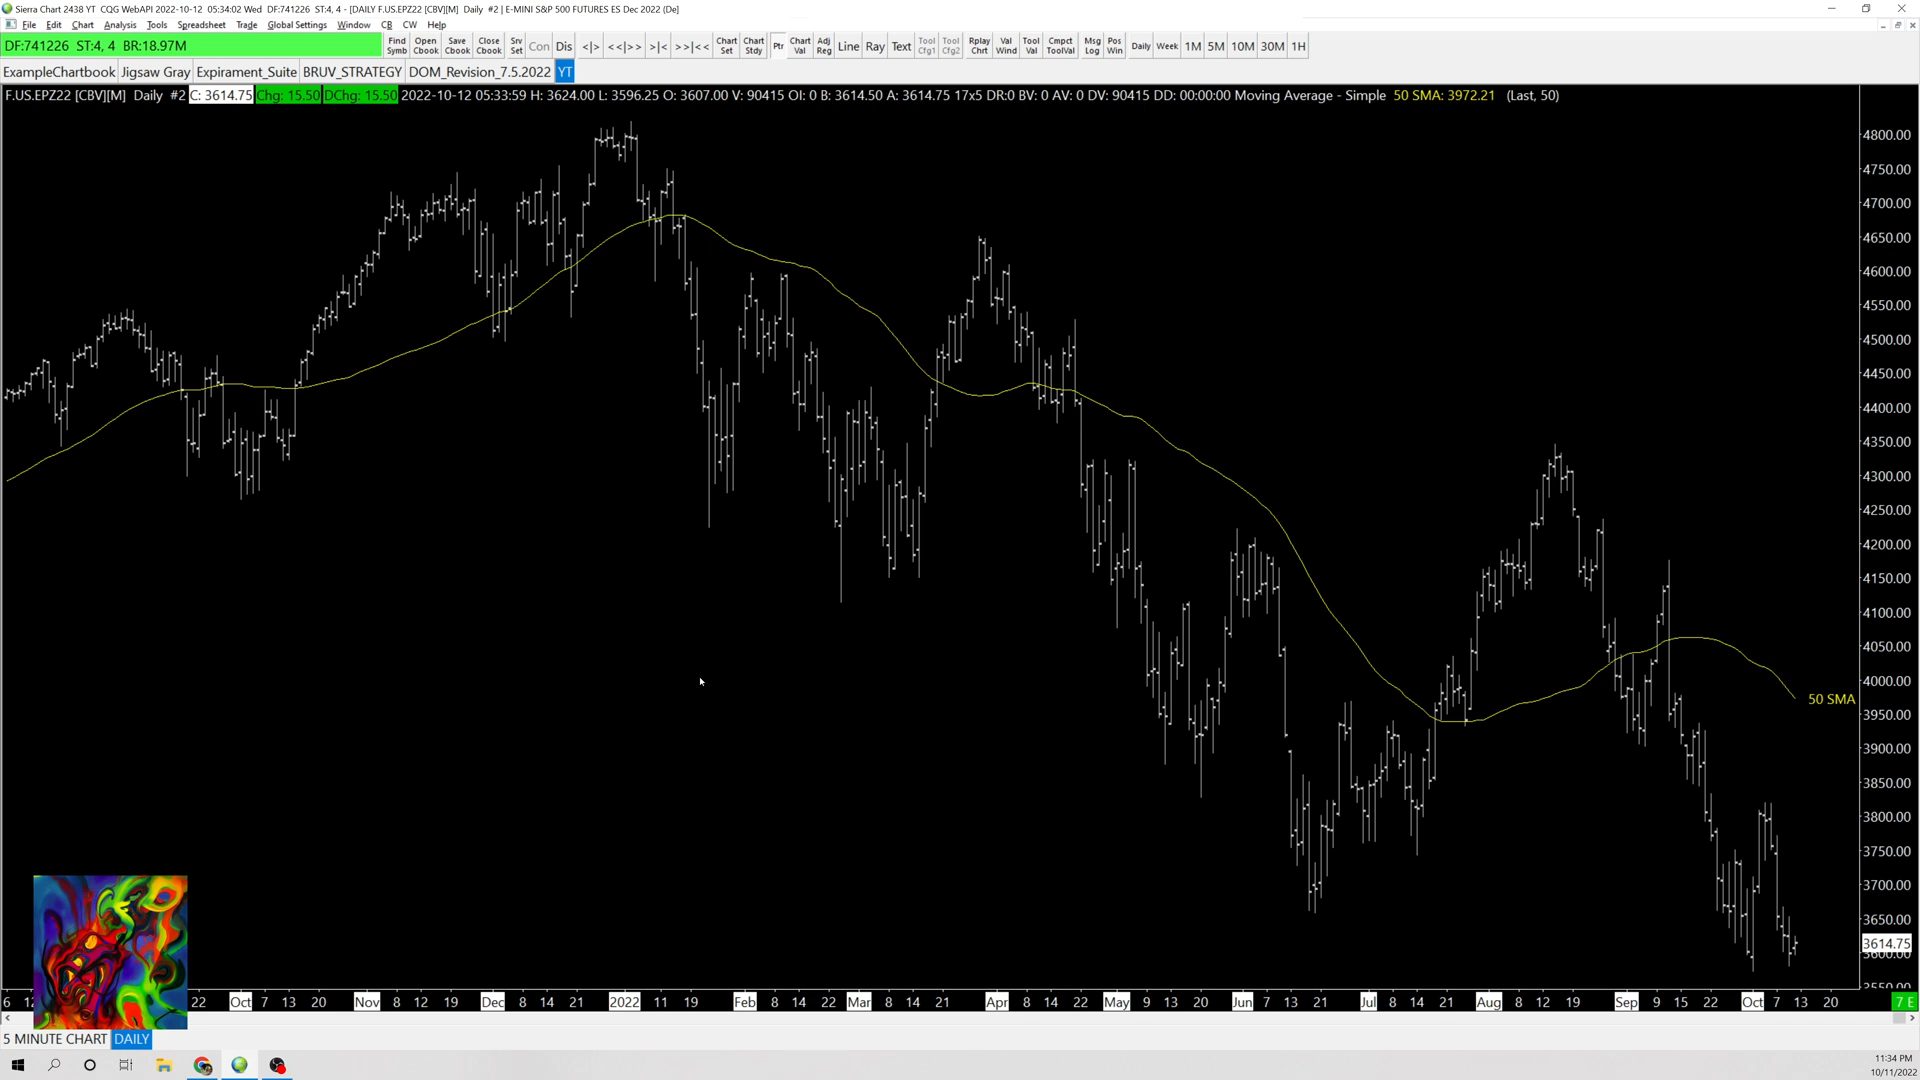 Sierra Chart 2438 YT  CQG WebAPI 2022-10-12  05:34:02 Wed  DF:741226  ST:4, 4 - [DAILY F.US.EPZ22 [CBV][M]  Daily  #2 | E-MINI S&P 500 FUTURES ES Dec 2022 (De]
File Edit Chart Analysis Tools Spreadsheet Trade Global Settings Window CB CW Help
DF:741226  ST:4, 4  BR:18.97M
Find Symb Open Cbook Save Cbook Close Cbook Srv Set Con Dis <|> <<|>> >|< >>|<< Chart Set Chart Stdy Ptr Chart Val Adj Reg Line Ray Text Tool Cfg1 Tool Cfg2 Rplay Chrt Val Wind Tool Val Cmpct ToolVal Msg Log Pos Win Daily Week 1M 5M 10M 30M 1H
ExampleChartbook Jigsaw Gray Expirament_Suite BRUV_STRATEGY DOM_Revision_7.5.2022 YT
F.US.EPZ22 [CBV][M]  Daily  #2 C: 3614.75 Chg: 15.50 DChg: 15.50 2022-10-12 05:33:59 H: 3624.00 L: 3596.25 O: 3607.00 V: 90415 OI: 0 B: 3614.50 A: 3614.75 17x5 DR:0 BV: 0 AV: 0 DV: 90415 DD: 00:00:00 Moving Average - Simple  50 SMA: 3972.21  (Last, 50)
4800.00
4750.00
4700.00
4650.00
4600.00
4550.00
4500.00
4450.00
4400.00
4350.00
4300.00
4250.00
4200.00
4150.00
4100.00
4050.00
4000.00
50 SMA
3950.00
3900.00
3850.00
3800.00
3750.00
3700.00
3650.00
3614.75
3600.00
3550.00
6 12 22 Oct 7 13 20 Nov 8 12 19 Dec 8 14 21 2022 11 19 Feb 8 14 22 Mar 8 14 21 Apr 8 14 21 May 9 13 20 Jun 7 13 21 Jul 8 14 21 Aug 8 12 19 Sep 9 15 22 Oct 7 13 20 7 E
5 MINUTE CHART DAILY
11:34 PM
10/11/2022